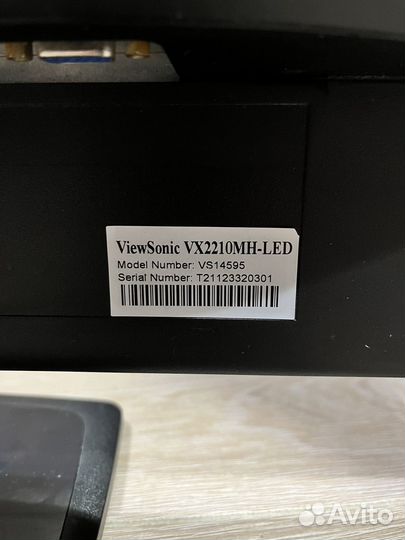 ViewSonic VX2210MH-LED
Model Number: VS14595
Serial Number: T21123320301
Avito